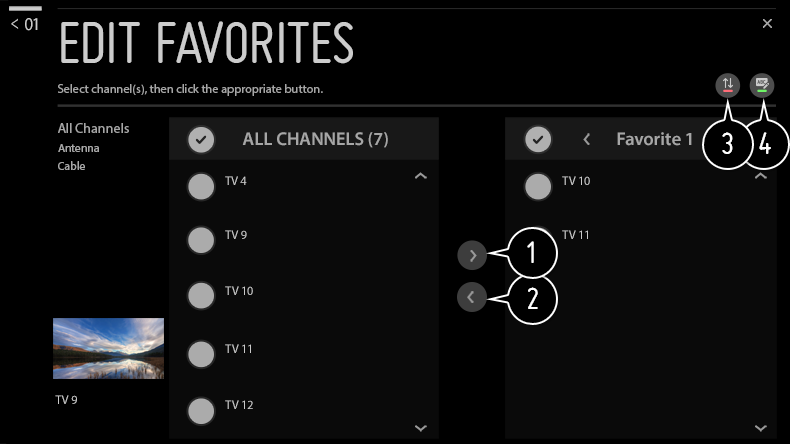 < 01
EDIT FAVORITES
Select channel(s), then click the appropriate button.
ABC
3
4
All Channels
Antenna
Cable
ALL CHANNELS (7)
TV 4
TV 9
TV 10
TV 11
TV 12
1
2
Favorite 1
TV 10
TV 11
TV 9